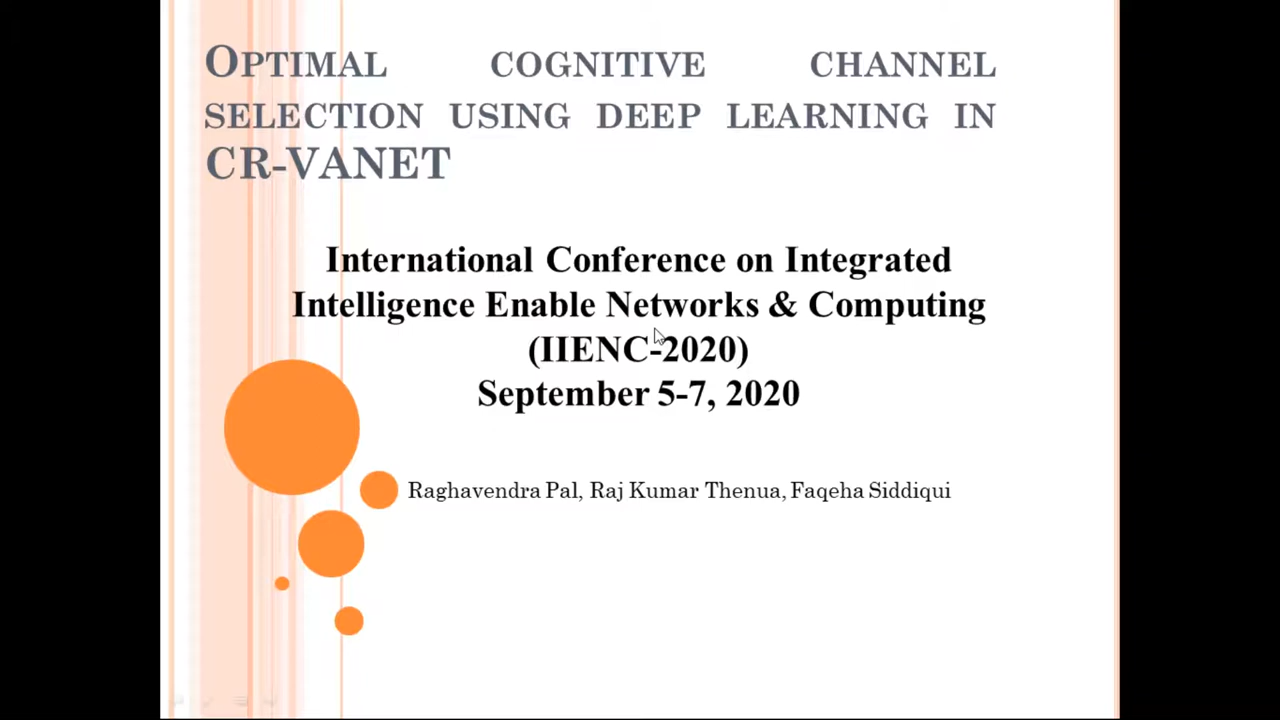 OPTIMAL COGNITIVE CHANNEL
SELECTION USING DEEP LEARNING IN
CR-VANET
International Conference on Integrated
Intelligence Enable Networks & Computing
(IIENC-2020)
September 5-7, 2020
Raghavendra Pal, Raj Kumar Thenua, Faqeha Siddiqui